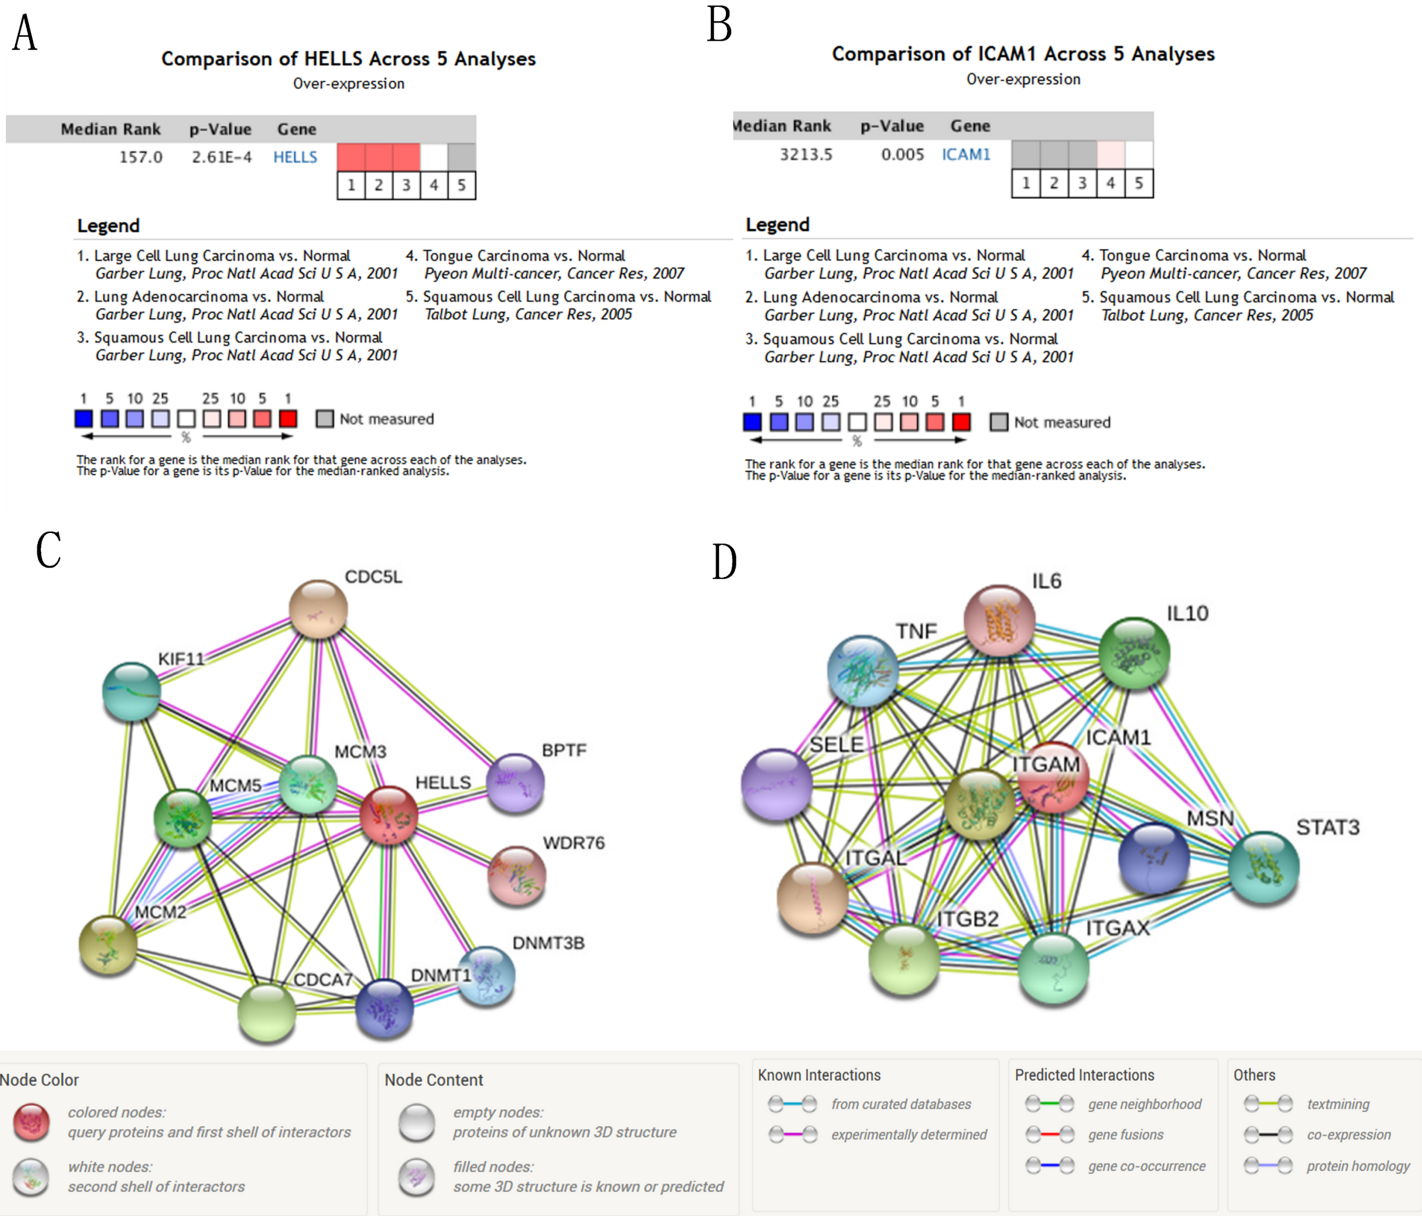 A
Comparison of HELLS Across 5 Analyses
Over-expression
Median Rank p-Value Gene
157.0 2.61E-4 HELLS
1 2 3 4 5
Legend
1. Large Cell Lung Carcinoma vs. Normal
Garber Lung, Proc Natl Acad Sci U S A, 2001
2. Lung Adenocarcinoma vs. Normal
Garber Lung, Proc Natl Acad Sci U S A, 2001
3. Squamous Cell Lung Carcinoma vs. Normal
Garber Lung, Proc Natl Acad Sci U S A, 2001
4. Tongue Carcinoma vs. Normal
Pyeon Multi-cancer, Cancer Res, 2007
5. Squamous Cell Lung Carcinoma vs. Normal
Talbot Lung, Cancer Res, 2005
1 5 10 25 25 10 5 1
Not measured
%
The rank for a gene is the median rank for that gene across each of the analyses.
The p-Value for a gene is its p-Value for the median-ranked analysis.
B
Comparison of ICAM1 Across 5 Analyses
Over-expression
Median Rank p-Value Gene
3213.5 0.005 ICAM1
1 2 3 4 5
Legend
1. Large Cell Lung Carcinoma vs. Normal
Garber Lung, Proc Natl Acad Sci U S A, 2001
2. Lung Adenocarcinoma vs. Normal
Garber Lung, Proc Natl Acad Sci U S A, 2001
3. Squamous Cell Lung Carcinoma vs. Normal
Garber Lung, Proc Natl Acad Sci U S A, 2001
4. Tongue Carcinoma vs. Normal
Pyeon Multi-cancer, Cancer Res, 2007
5. Squamous Cell Lung Carcinoma vs. Normal
Talbot Lung, Cancer Res, 2005
1 5 10 25 25 10 5 1
Not measured
%
The rank for a gene is the median rank for that gene across each of the analyses.
The p-Value for a gene is its p-Value for the median-ranked analysis.
C
CDC5L
KIF11
MCM3
BPTF
MCM5
HELLS
WDR76
MCM2
DNMT3B
CDCA7
DNMT1
D
IL6
IL10
TNF
SELE
ICAM1
ITGAM
MSN
STAT3
ITGAL
ITGB2
ITGAX
Node Color
colored nodes:
query proteins and first shell of interactors
white nodes:
second shell of interactors
Node Content
empty nodes:
proteins of unknown 3D structure
filled nodes:
some 3D structure is known or predicted
Known Interactions
from curated databases
experimentally determined
Predicted Interactions
gene neighborhood
gene fusions
gene co-occurrence
Others
textmining
co-expression
protein homology